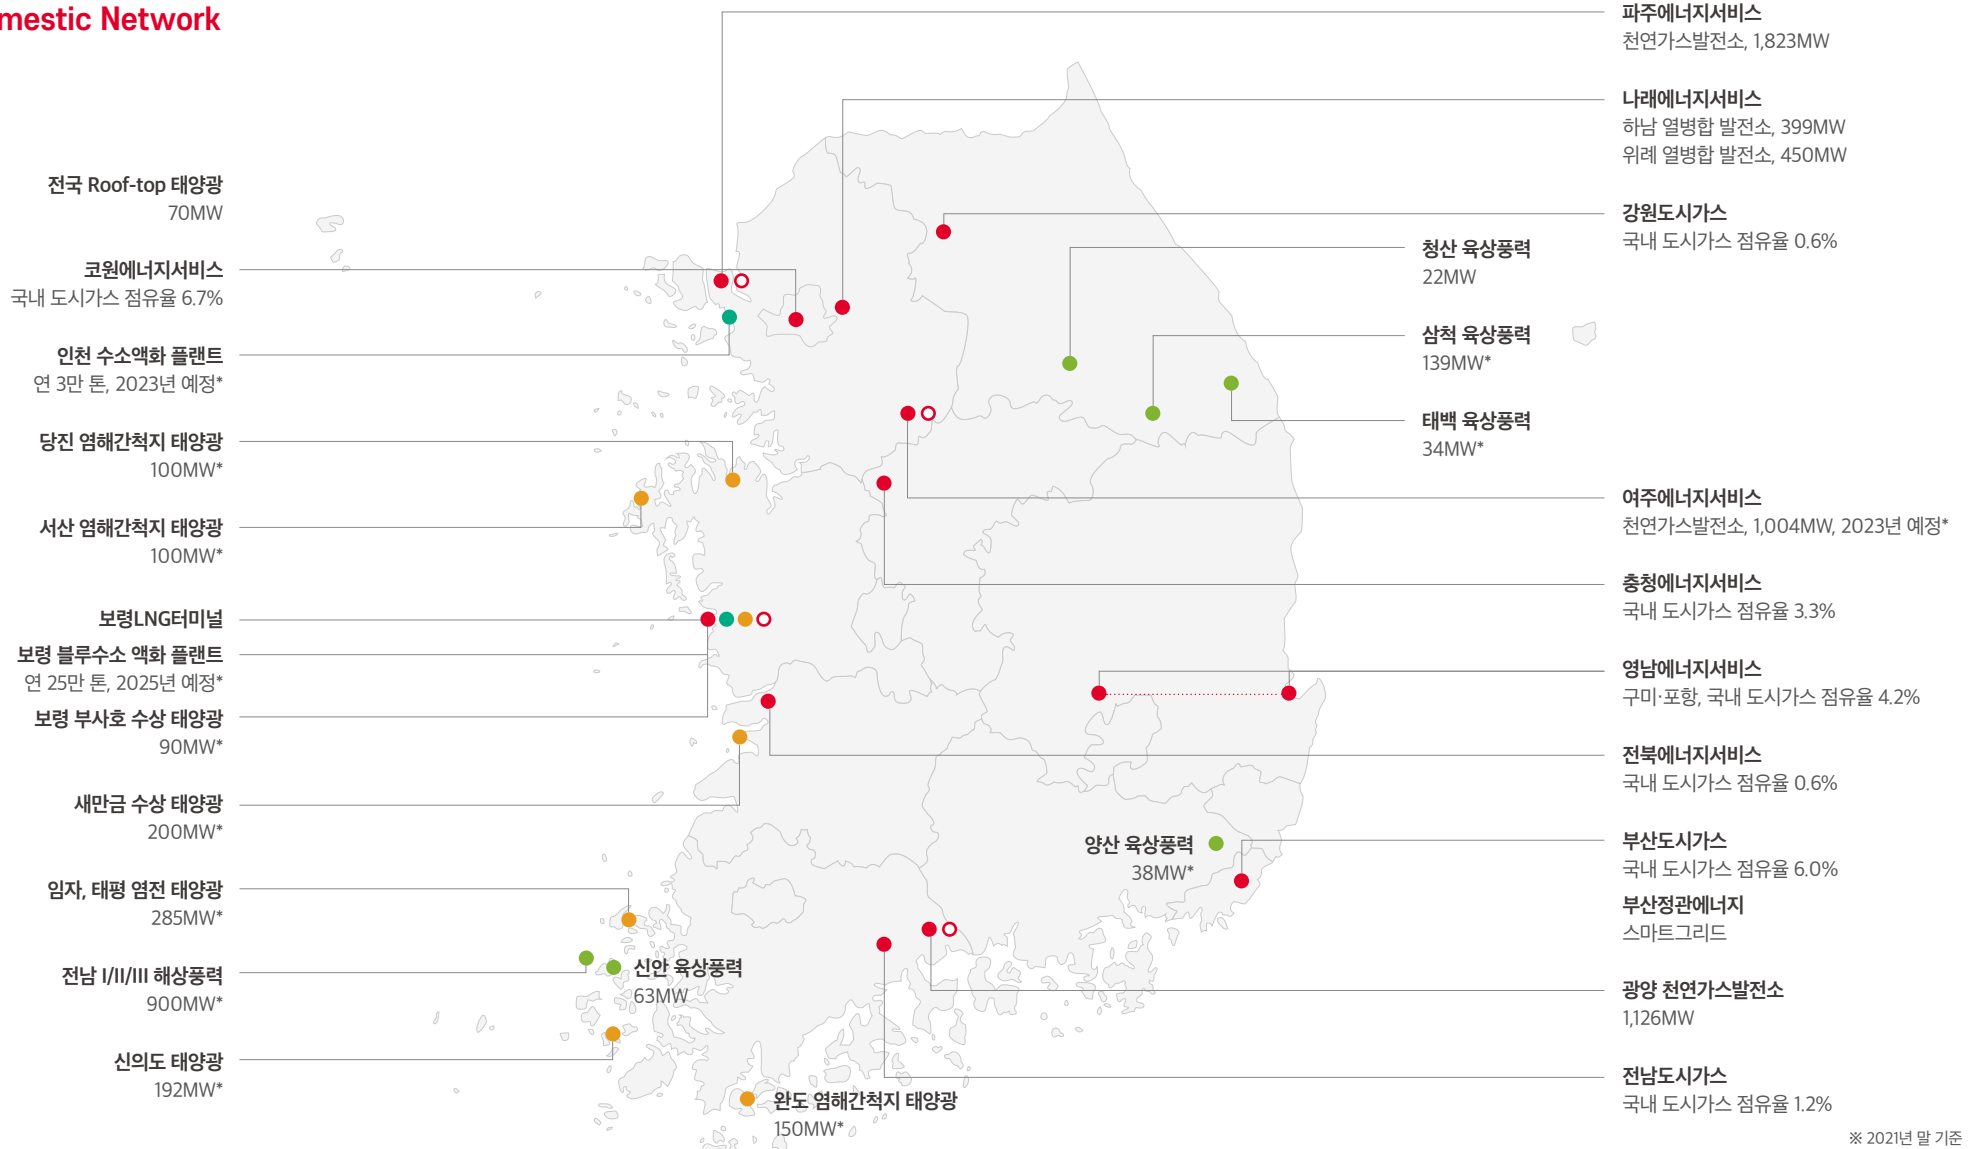 mestic Network
전국 Roof-top 태양광
70MW
코원에너지서비스
국내 도시가스 점유율 6.7%
인천 수소액화 플랜트
연 3만 톤, 2023년 예정*
당진 염해간척지 태양광
100MW*
서산 염해간척지 태양광
100MW*
보령LNG터미널
보령 블루수소 액화 플랜트
연 25만 톤, 2025년 예정*
보령 부사호 수상 태양광
90MW*
새만금 수상 태양광
200MW*
임자, 태평 염전 태양광
285MW*
전남 I/II/III 해상풍력
900MW*
신의도 태양광
192MW*
신안 육상풍력
63MW
완도 염해간척지 태양광
150MW*
양산 육상풍력
38MW*
청산 육상풍력
22MW
삼척 육상풍력
139MW*
태백 육상풍력
34MW*
파주에너지서비스
천연가스발전소, 1,823MW
나래에너지서비스
하남 열병합 발전소, 399MW
위례 열병합 발전소, 450MW
강원도시가스
국내 도시가스 점유율 0.6%
여주에너지서비스
천연가스발전소, 1,004MW, 2023년 예정*
충청에너지서비스
국내 도시가스 점유율 3.3%
영남에너지서비스
구미·포항, 국내 도시가스 점유율 4.2%
전북에너지서비스
국내 도시가스 점유율 0.6%
부산도시가스
국내 도시가스 점유율 6.0%
부산정관에너지
스마트그리드
광양 천연가스발전소
1,126MW
전남도시가스
국내 도시가스 점유율 1.2%
※ 2021년 말 기준